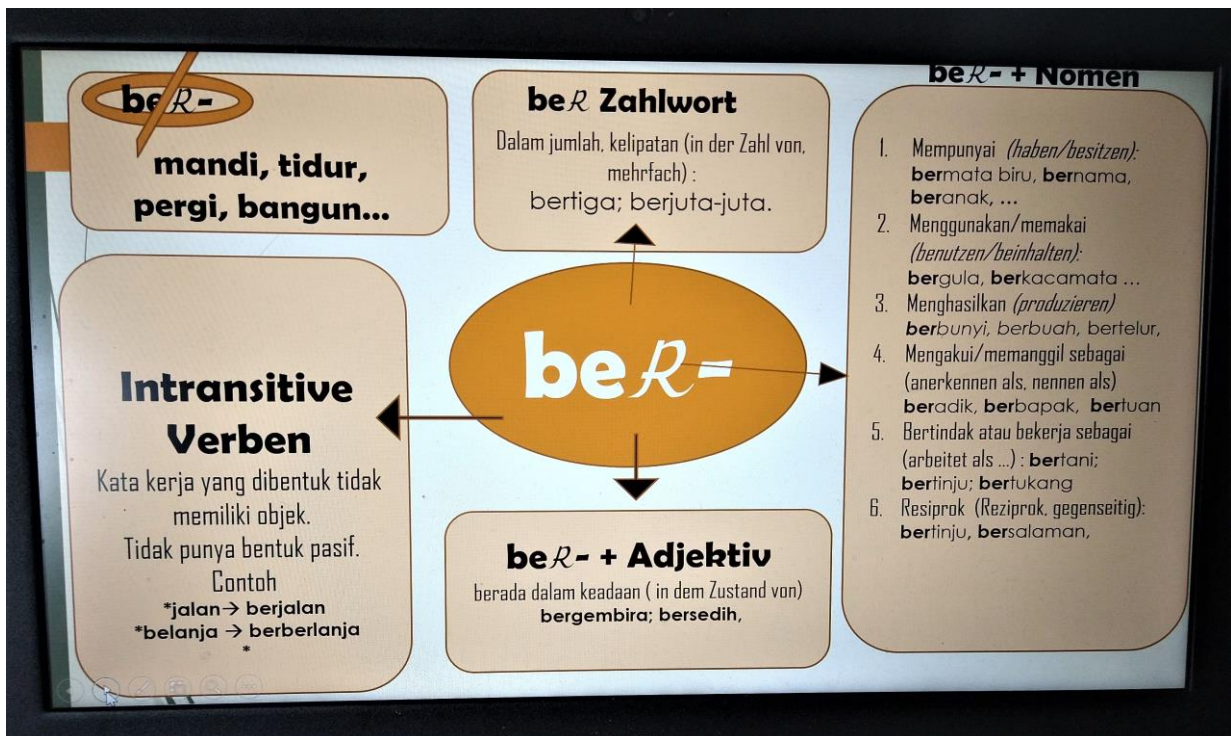 beR-
mandi, tidur,
pergi, bangun...
beR Zahlwort
Dalam jumlah, kelipatan (in der Zahl von,
mehrfach) :
bertiga; berjuta-juta.
beR- + Nomen
1. Mempunyai (haben/besitzen):
bermata biru, bernama,
beranak, ...
2. Menggunakan/memakai
(benutzen/beinhalten):
bergula, berkacamata ...
3. Menghasilkan (produzieren)
berbunyi, berbuah, bertelur,
4. Mengakui/memanggil sebagai
(anerkennen als, nennen als)
beradik, berbapak, bertuan
5. Bertindak atau bekerja sebagai
(arbeitet als ...) : bertani;
bertinju; bertukang
6. Resiprok (Reziprok, gegenseitig):
bertinju, bersalaman,
beR-
Intransitive
Verben
Kata kerja yang dibentuk tidak
memiliki objek.
Tidak punya bentuk pasif.
Contoh
*jalan→ berjalan
*belanja → berberlanja
*
beR- + Adjektiv
berada dalam keadaan ( in dem Zustand von)
bergembira; bersedih,